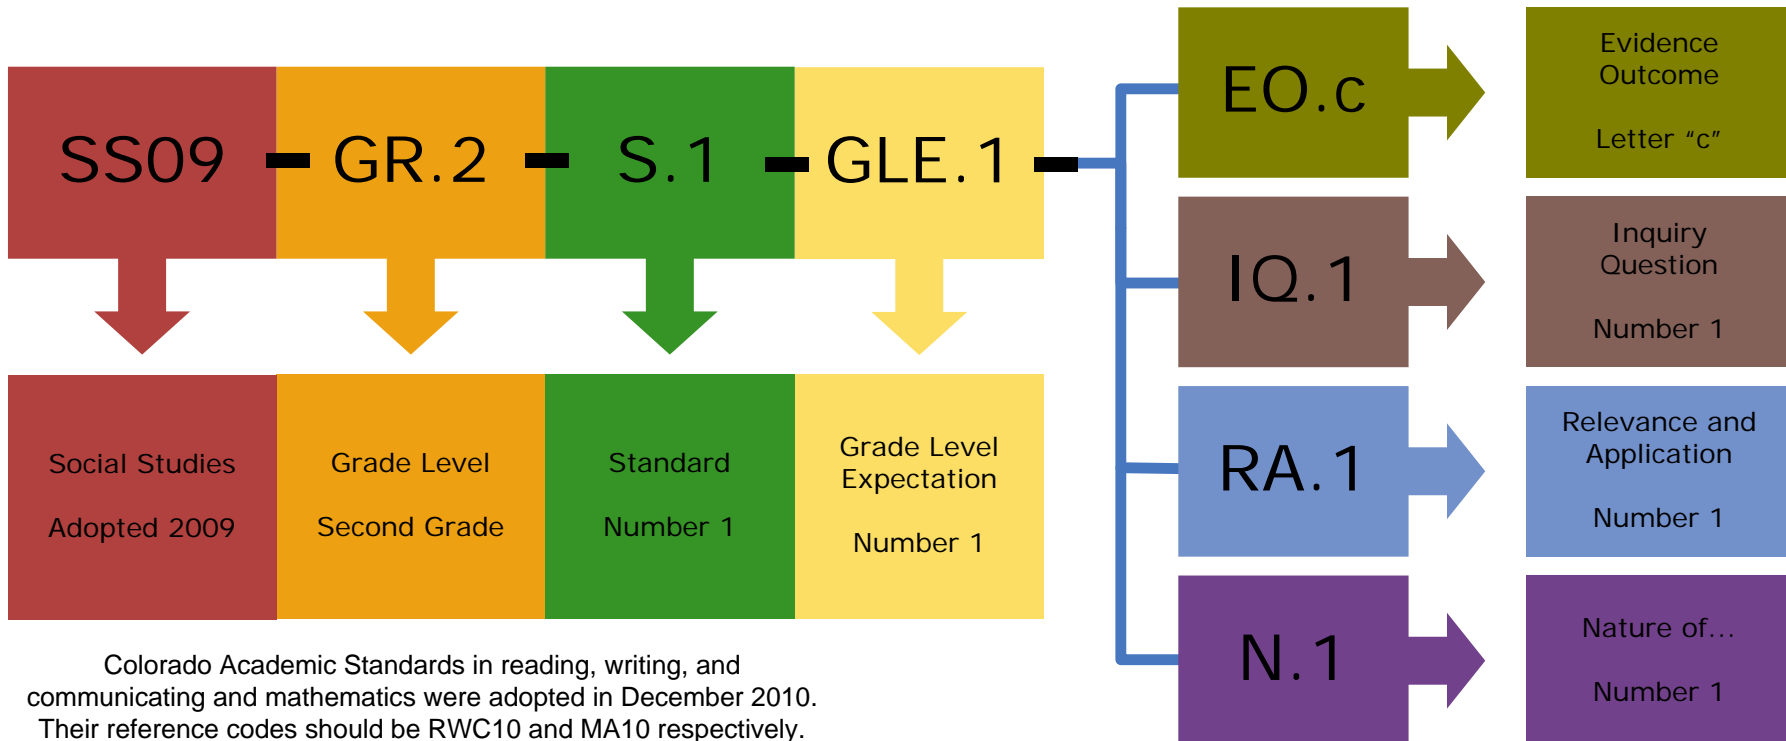 SS09 - GR.2 - S.1 - GLE.1 -
Social Studies
Adopted 2009
Grade Level
Second Grade
Standard
Number 1
Grade Level
Expectation
Number 1
EO.c
Evidence
Outcome
Letter “c”
IQ.1
Inquiry
Question
Number 1
RA.1
Relevance and
Application
Number 1
N.1
Nature of...
Number 1
Colorado Academic Standards in reading, writing, and
communicating and mathematics were adopted in December 2010.
Their reference codes should be RWC10 and MA10 respectively.